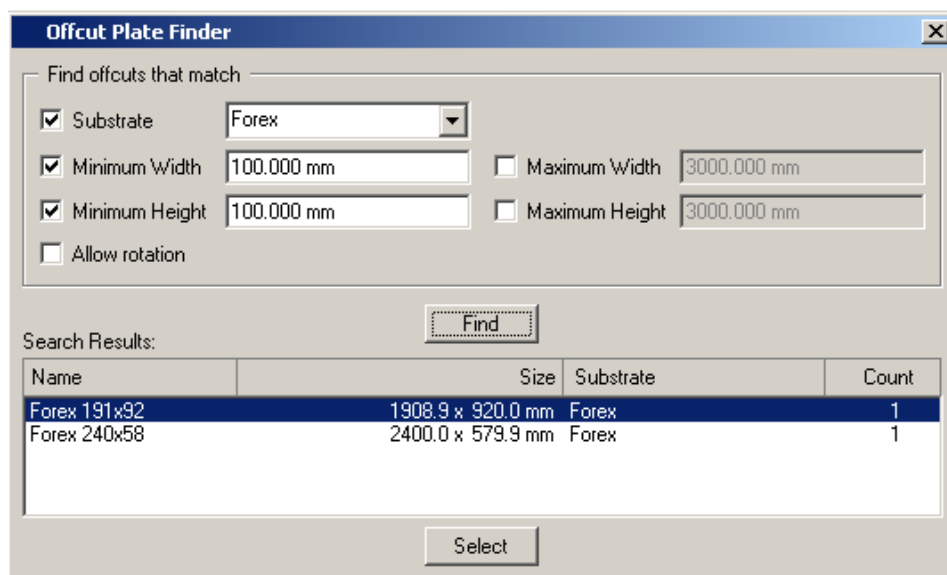 Offcut Plate Finder
Find offcuts that match
Substrate Forex
Minimum Width 100.000 mm Maximum Width 3000.000 mm
Minimum Height 100.000 mm Maximum Height 3000.000 mm
Allow rotation
Find
Search Results:
Name Size Substrate Count
Forex 191x92 1908.9 x 920.0 mm Forex 1
Forex 240x58 2400.0 x 579.9 mm Forex 1
Select